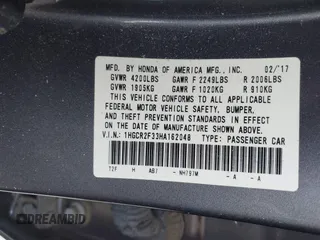 MFD. BY HONDA OF AMERICA MFG., INC. 02/17
GVWR 4200LBS GAWR F 2249LBS R 2006LBS
GVWR 1905KG GAWR F 1020KG R 910KG
THIS VEHICLE CONFORMS TO ALL APPLICABLE
FEDERAL MOTOR VEHICLE SAFETY, BUMPER,
AND THEFT PREVENTION STANDARDS IN EFFECT
ON THE DATE OF MANUFACTURE SHOWN ABOVE.
V.I.N.: 1HGCR2F33HA162048 TYPE: PASSENGER CAR
T2F H ABI - NH797M - A - A
DREAMBID